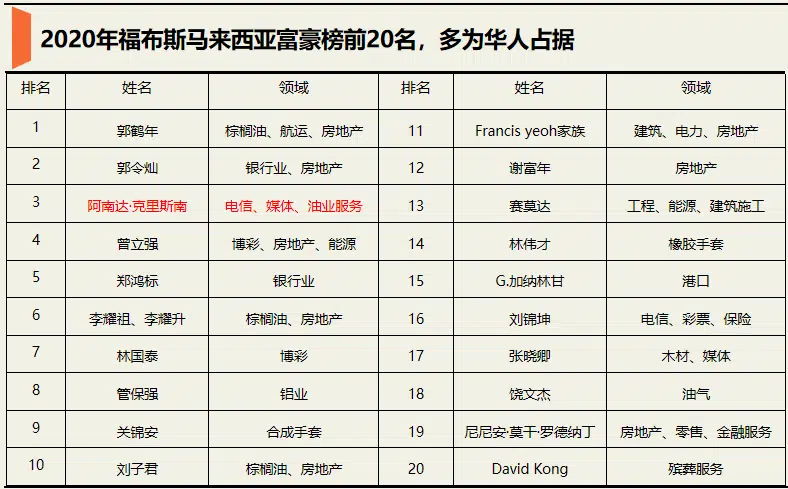 2020年福布斯马来西亚富豪榜前20名，多为华人占据
排名 姓名 领域 排名 姓名 领域
1 郭鹤年 棕榈油、航运、房地产 11 Francis yeoh家族 建筑、电力、房地产
2 郭令灿 银行业、房地产 12 谢富年 房地产
3 阿南达·克里斯南 电信、媒体、油业服务 13 赛莫达 工程、能源、建筑施工
4 曾立强 博彩、房地产、能源 14 林伟才 橡胶手套
5 郑鸿标 银行业 15 G.加纳林甘 港口
6 李耀祖、李耀升 棕榈油、房地产 16 刘锦坤 电信、彩票、保险
7 林国泰 博彩 17 张晓卿 木材、媒体
8 管保强 铝业 18 饶文杰 油气
9 关锦安 合成手套 19 尼尼安·莫干·罗德纳丁 房地产、零售、金融服务
10 刘子君 棕榈油、房地产 20 David Kong 殡葬服务